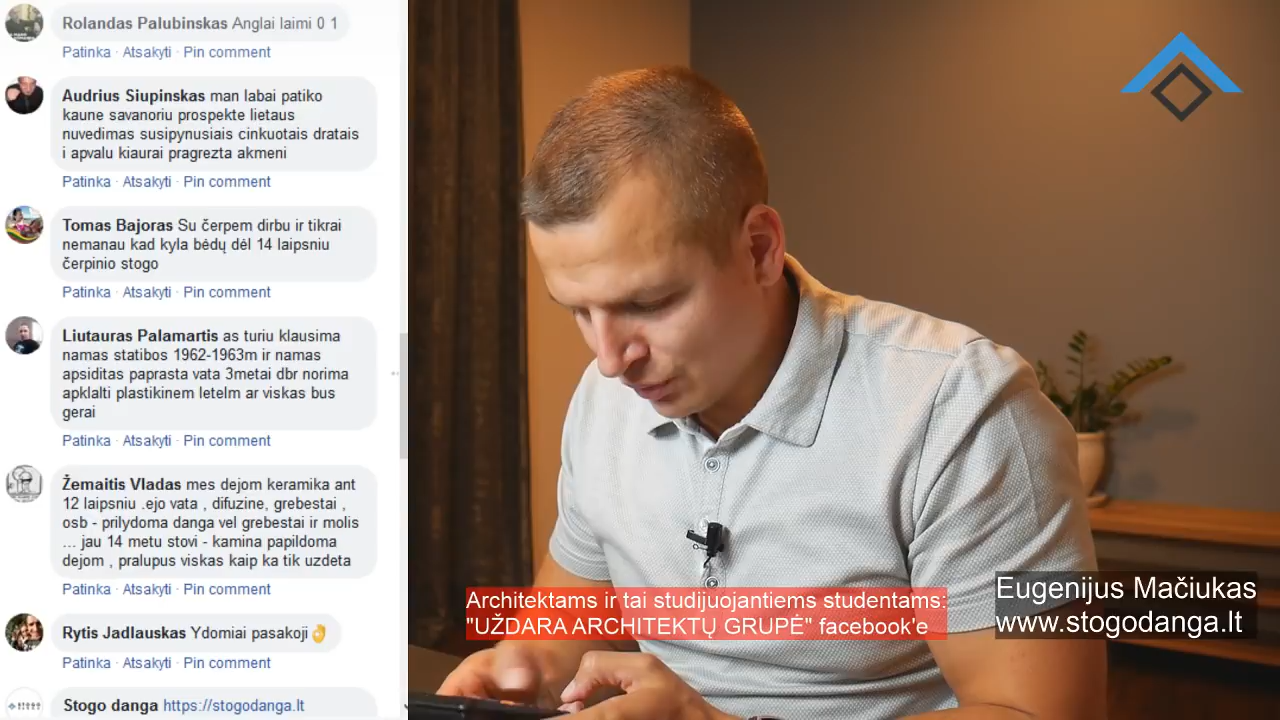 Rolandas Palubinskas Anglai laimi 0 1
Patinka · Atsakyti · Pin comment
Audrius Siupinskas man labai patiko
kaune savanoriu prospekte lietaus
nuvedimas susipynusiais cinkuotais dratais
i apvalu kiaurai pragrezta akmeni
Patinka · Atsakyti · Pin comment
Tomas Bajoras Su čerpem dirbu ir tikrai
nemanau kad kyla bėdų dėl 14 laipsniu
čerpinio stogo
Patinka · Atsakyti · Pin comment
Liutauras Palamartis as turiu klausima
namas statibos 1962-1963m ir namas
apsiditas paprasta vata 3metai dbr norima
apklalti plastikinem letelm ar viskas bus
gerai
Patinka · Atsakyti · Pin comment
Žemaitis Vladas mes dejom keramika ant
12 laipsniu .ejo vata , difuzine, grebestai ,
osb - prilydoma danga vel grebestai ir molis
... jau 14 metu stovi - kamina papildoma
dejom , pralupus viskas kaip ka tik uzdeta
Patinka · Atsakyti · Pin comment
Rytis Jadlauskas Ydomiai pasakoji👌
Patinka · Atsakyti · Pin comment
Stogo danga https://stogodanga.lt
Architektams ir tai studijuojantiems studentams:
"UŽDARA ARCHITEKTŲ GRUPĖ" facebook'e
Eugenijus Mačiukas
www.stogodanga.lt